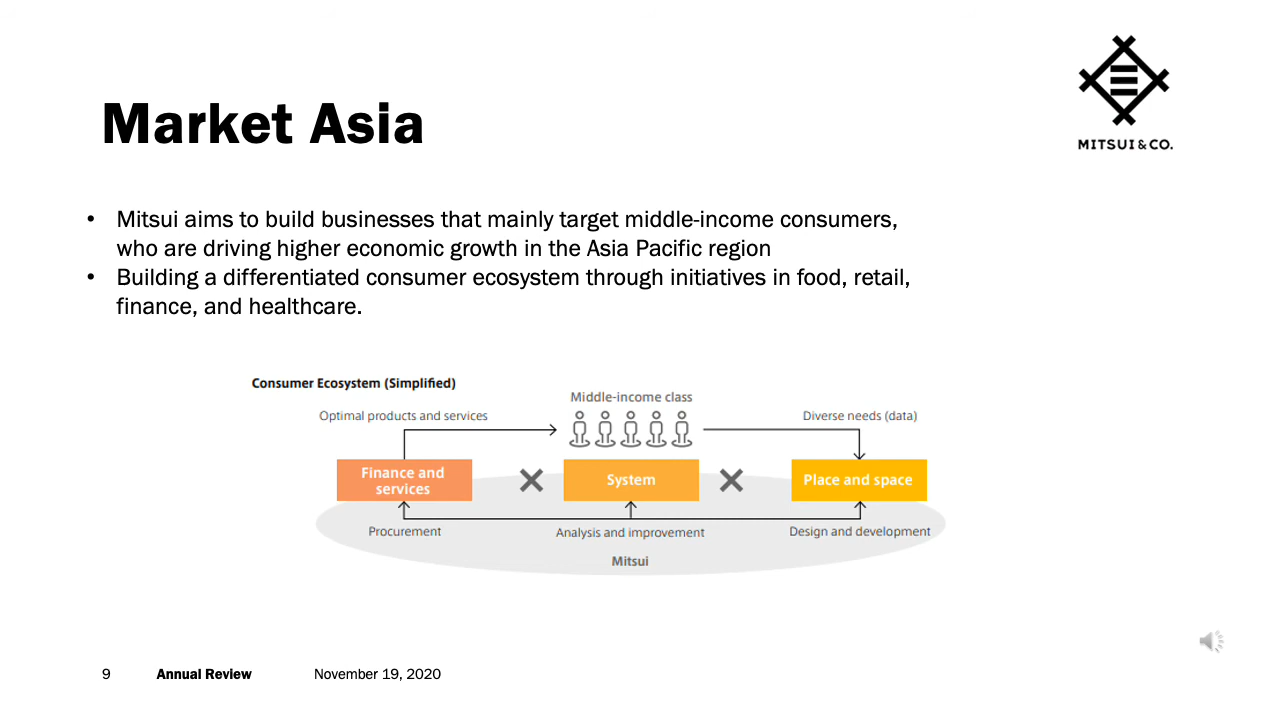 MITSUI & CO.
Market Asia
• Mitsui aims to build businesses that mainly target middle-income consumers,
who are driving higher economic growth in the Asia Pacific region
• Building a differentiated consumer ecosystem through initiatives in food, retail,
finance, and healthcare.
Consumer Ecosystem (Simplified)
Middle-income class
Optimal products and services
Diverse needs (data)
Finance and
services
System
Place and space
Procurement
Analysis and improvement
Design and development
Mitsui
9 Annual Review November 19, 2020